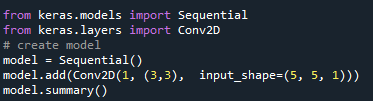 from keras.models import Sequential
from keras.layers import Conv2D
# create model
model = Sequential()
model.add(Conv2D(1, (3,3),  input_shape=(5, 5, 1)))
model.summary()